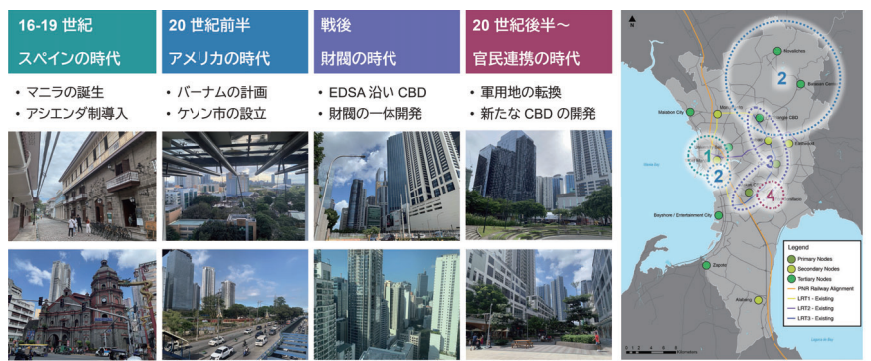 16-19 世紀
スペインの時代
• マニラの誕生
• アシエンダ制導入
20 世紀前半
アメリカの時代
• バーナムの計画
• ケソン市の設立
戦後
財閥の時代
• EDSA 沿い CBD
• 財閥の一体開発
20 世紀後半～
官民連携の時代
• 軍用地の転換
• 新たな CBD の開発
N
Novaliches
2
Malabon City
CBD
1
3
2
4
Bayshore / Entertainment City
Zapote
Alabang
Legend
Primary Nodes
Secondary Nodes
Tertiary Nodes
PNR Railway Alignment
LRT1 - Existing
LRT2 - Existing
LRT3 - Existing
Kilometers